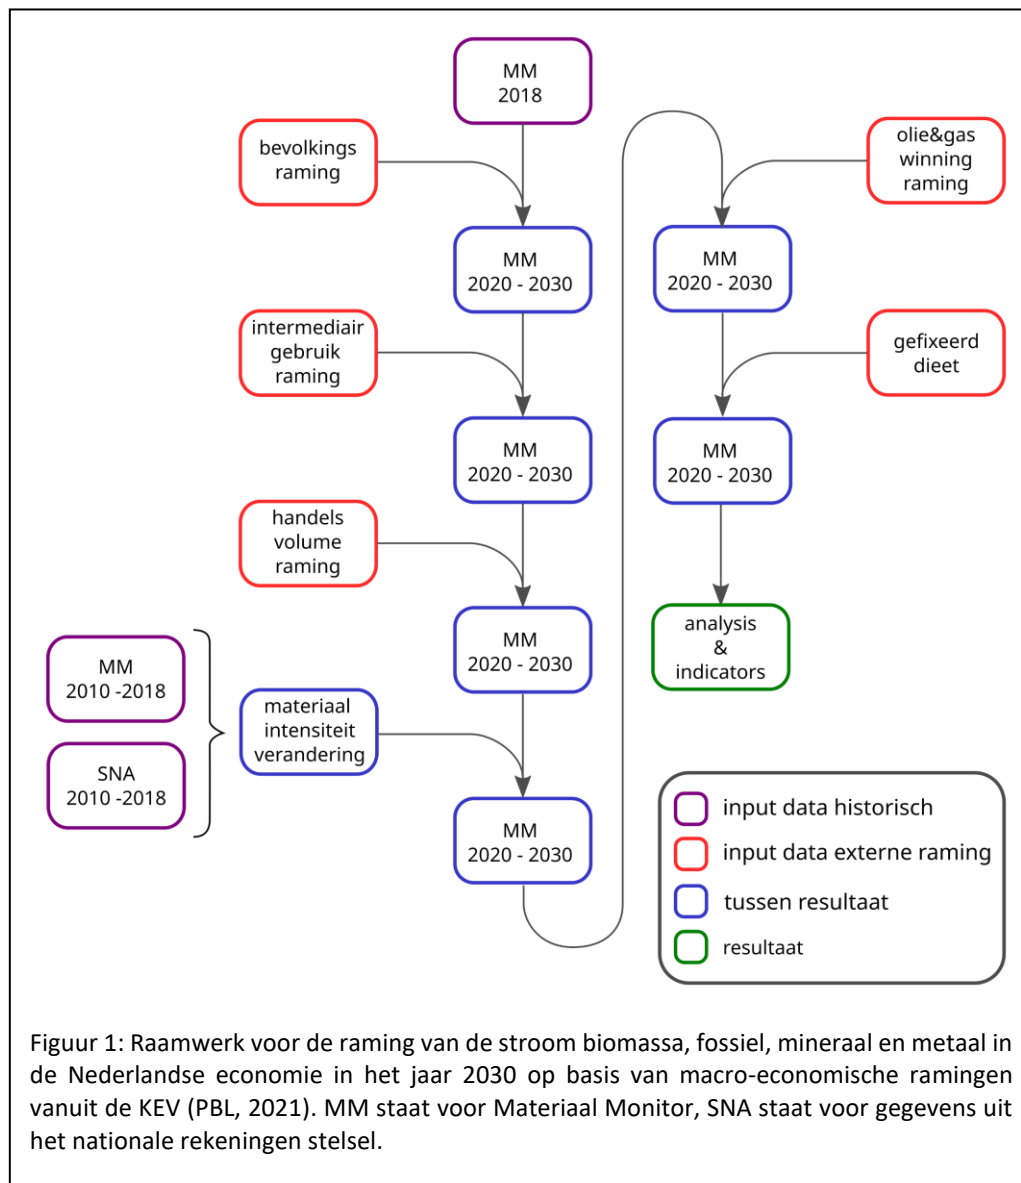 MM
2018
bevolkings
raming
MM
2020 - 2030
intermediair
gebruik
raming
MM
2020 - 2030
handels
volume
raming
MM
2020 - 2030
MM
2010 -2018
SNA
2010 -2018
materiaal
intensiteit
verandering
MM
2020 - 2030
olie&gas
winning
raming
MM
2020 - 2030
gefixeerd
dieet
MM
2020 - 2030
analysis
&
indicators
input data historisch
input data externe raming
tussen resultaat
resultaat
Figuur 1: Raamwerk voor de raming van de stroom biomassa, fossiel, mineraal en metaal in
de Nederlandse economie in het jaar 2030 op basis van macro-economische ramingen
vanuit de KEV (PBL, 2021). MM staat voor Materiaal Monitor, SNA staat voor gegevens uit
het nationale rekeningen stelsel.